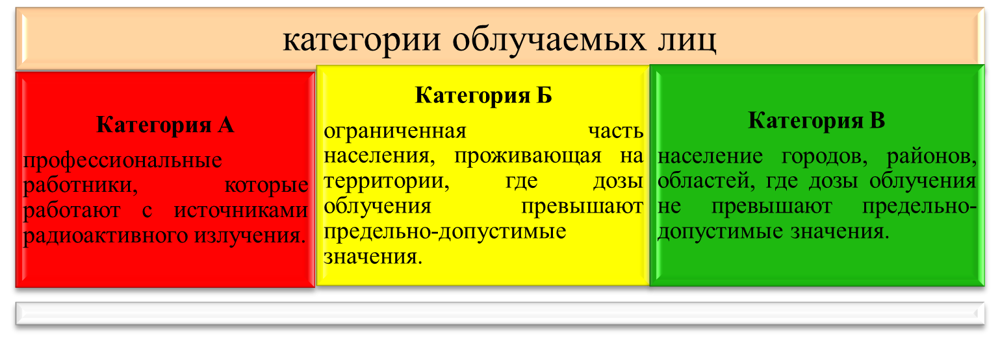 категории облучаемых лиц
Категория А
профессиональные
работники, которые
работают с источниками
радиоактивного излучения.
Категория Б
ограниченная часть
населения, проживающая на
территории, где дозы
облучения превышают
предельно-допустимые
значения.
Категория В
население городов, районов,
областей, где дозы облучения
не превышают предельно-
допустимые значения.